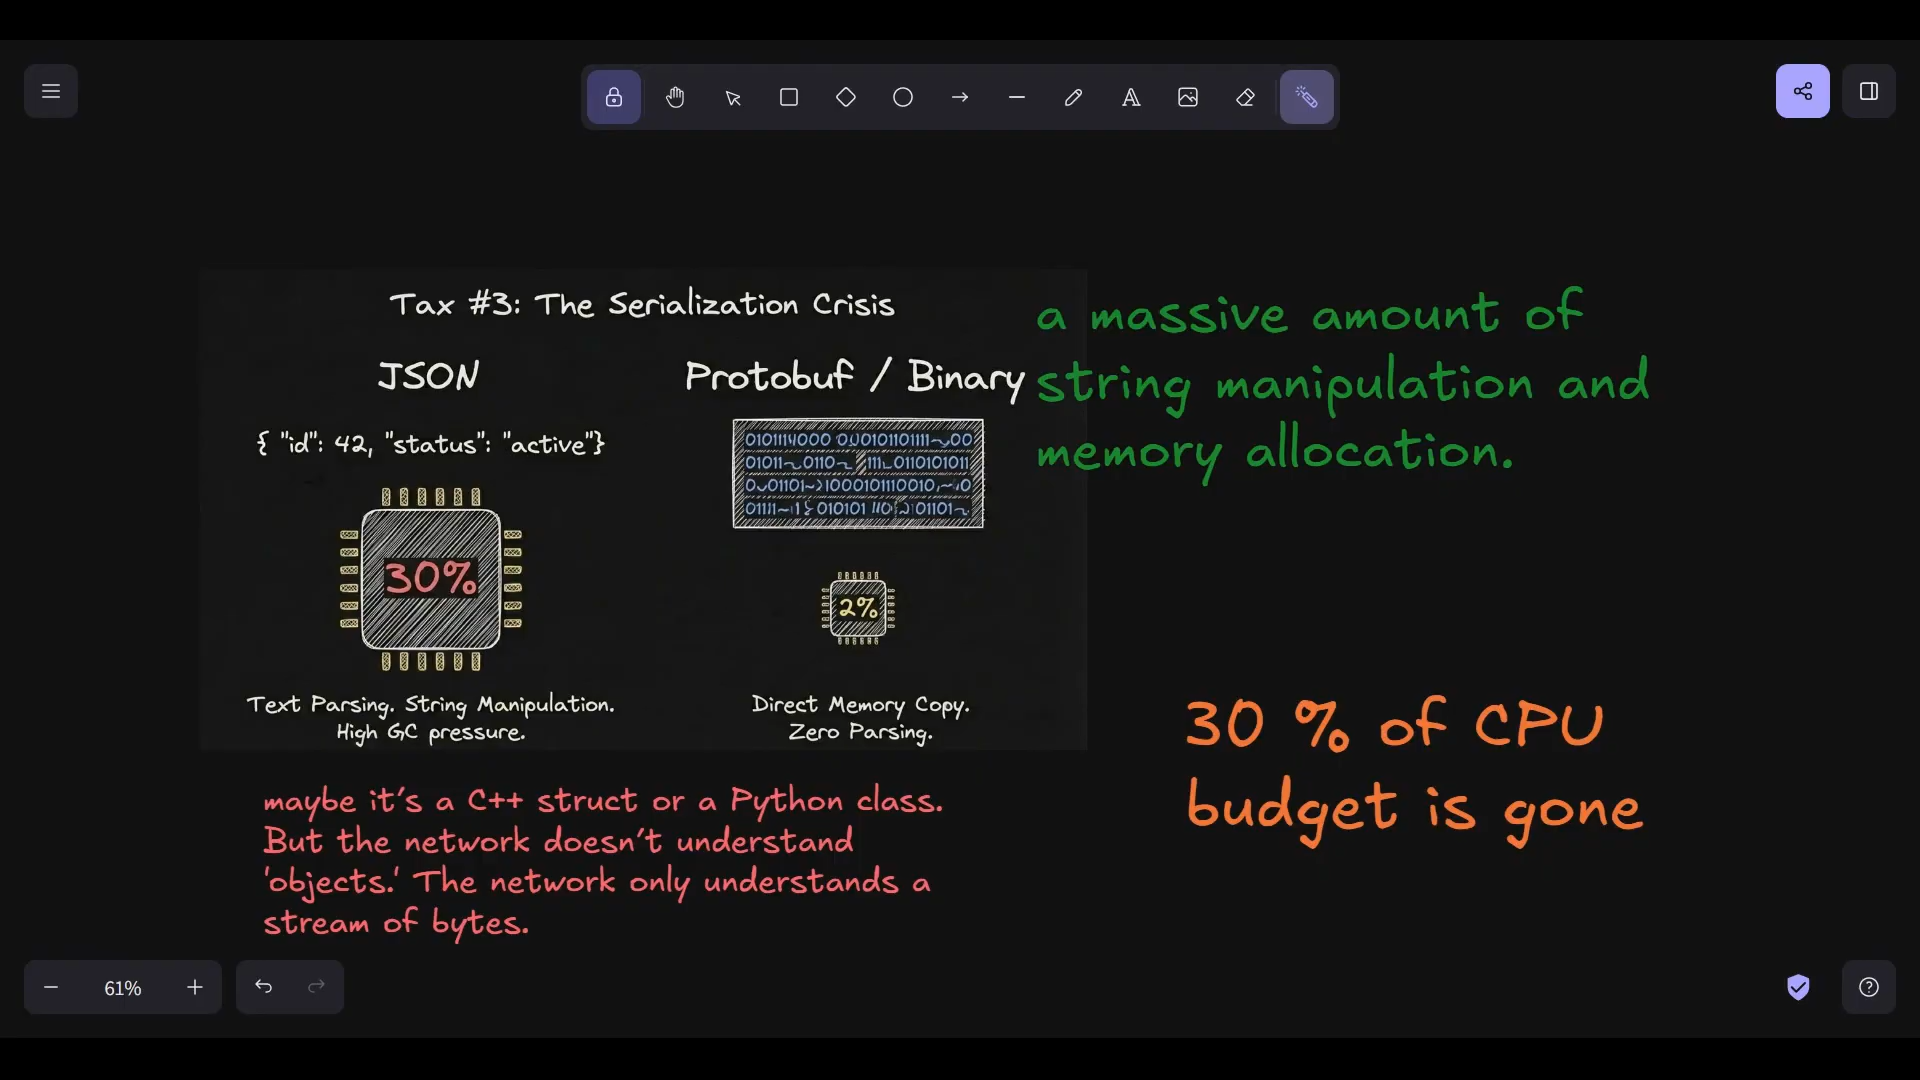 Tax #3: The Serialization Crisis
JSON
{ "id": 42, "status": "active"}
30%
Text Parsing. String Manipulation.
High GC pressure.
Protobuf / Binary
2%
Direct Memory Copy.
Zero Parsing.
a massive amount of
string manipulation and
memory allocation.
maybe it's a C++ struct or a Python class.
But the network doesn't understand
'objects.' The network only understands a
stream of bytes.
30 % of CPU
budget is gone
61%